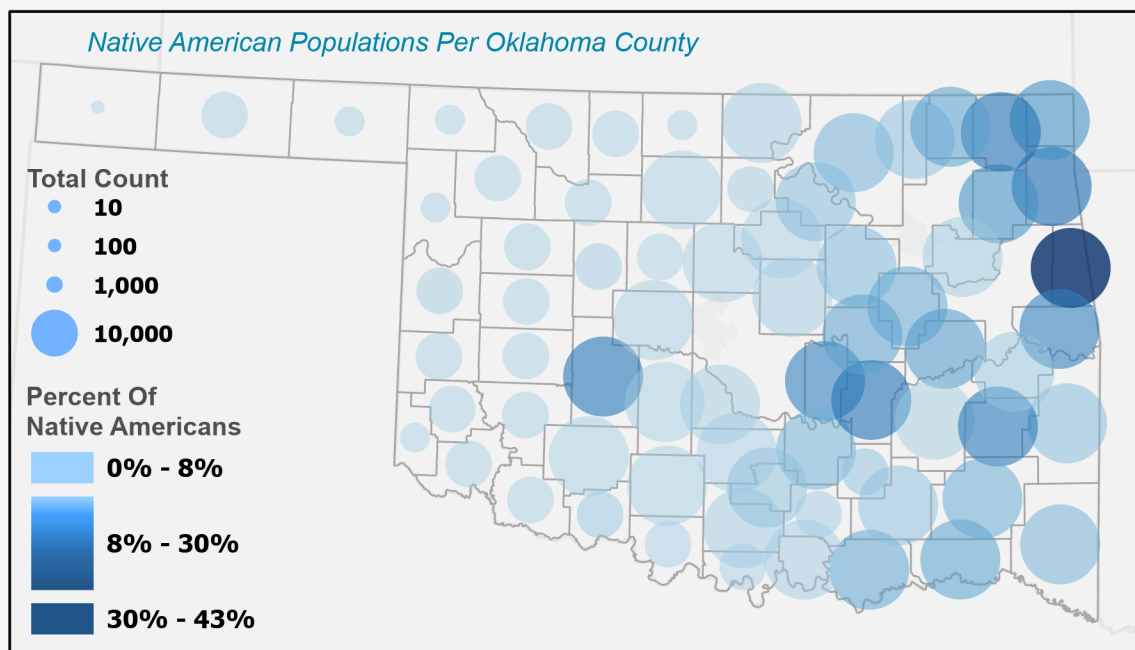 Native American Populations Per Oklahoma County
Total Count
10
100
1,000
10,000
Percent Of
Native Americans
0% - 8%
8% - 30%
30% - 43%